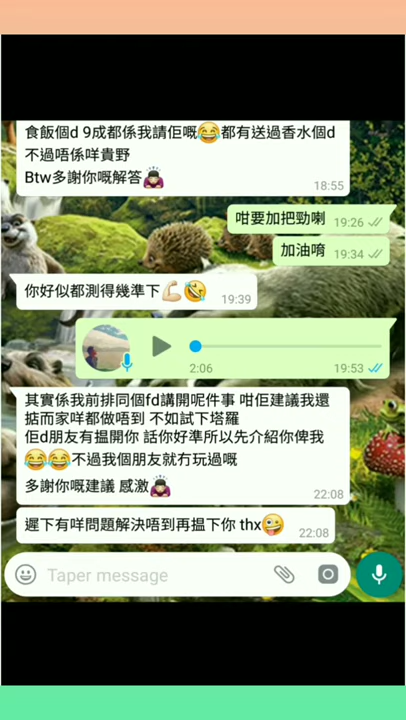 食飯個d 9成都係我請佢嘅😂都有送過香水個d
不過唔係咩貴野
Btw多謝你嘅解答🙇🏻‍♂️
18:55
咁要加把勁喇 19:26
加油唷 19:34
你好似都測得幾準下💪🏻🤣 19:39
2:06 19:53
其實係我前排同個fd講開呢件事 咁佢建議我還
掂而家咩都做唔到 不如試下塔羅
佢d朋友有搵開你 話你好準所以先介紹你俾我
😂😂不過我個朋友就冇玩過嘅
多謝你嘅建議 感激🙇🏻‍♂️
22:08
遲下有咩問題解決唔到再搵下你 thx🤪 22:08
Taper message